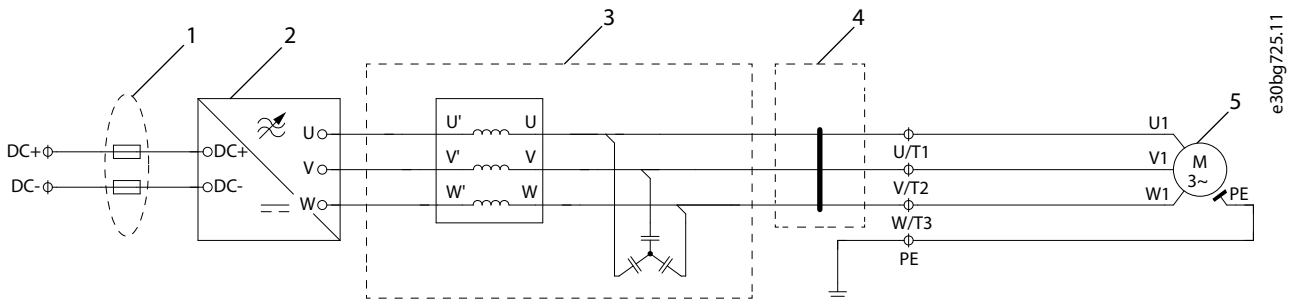 1
2
3
4
5
e30bg725.11
DC+
DC-
DC+
DC-
U
V
W
U' U
V' V
W' W
U/T1
V/T2
W/T3
PE
U1
V1
W1
M
3~
PE